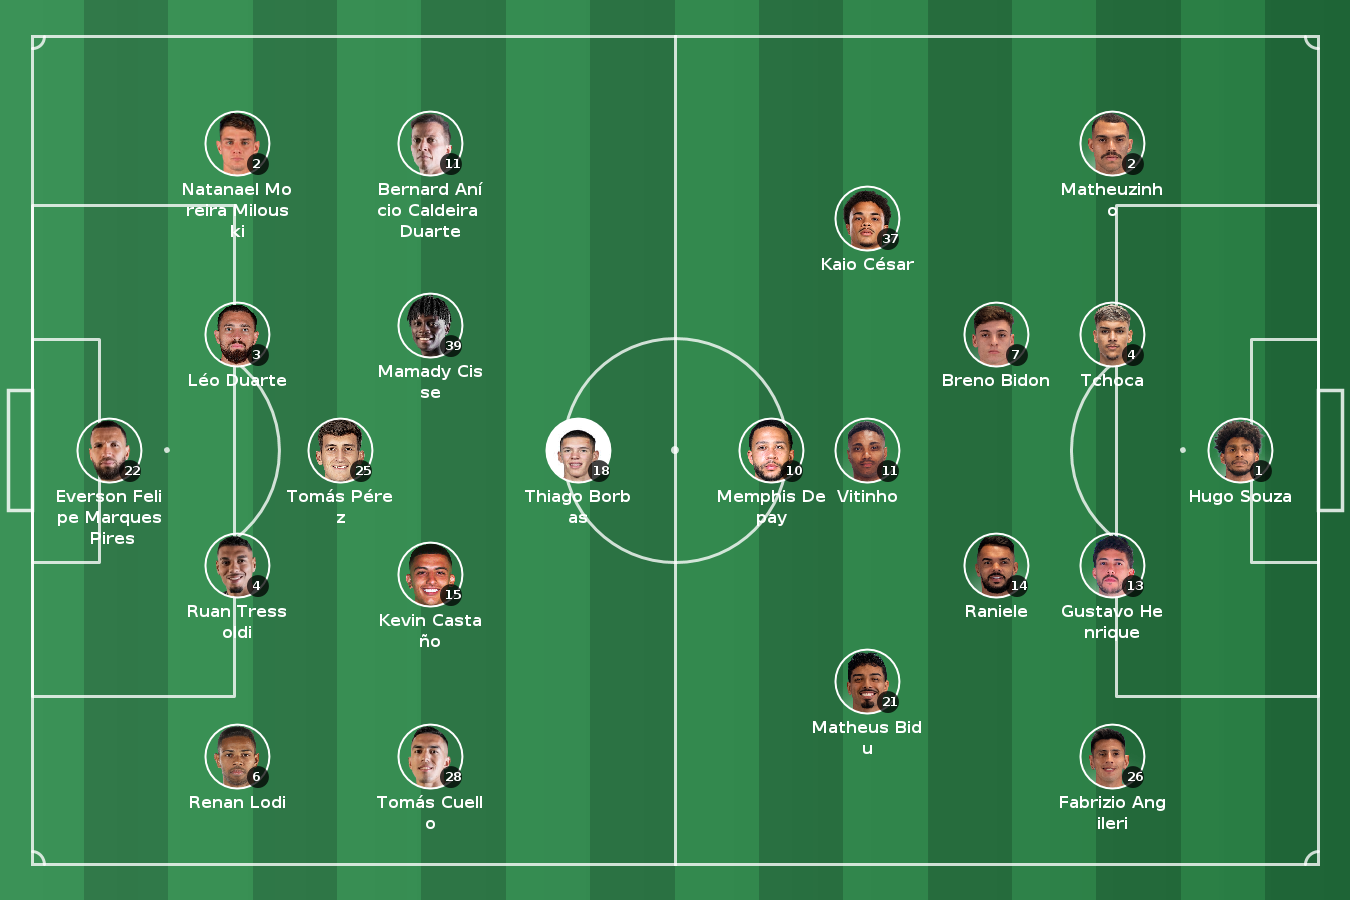 2
Natanael Mo
reira Milous
ki
11
Bernard Aní
cio Caldeira
Duarte
2
Matheuzinh
o
37
Kaio César
3
Léo Duarte
39
Mamady Cis
se
7
Breno Bidon
4
Tchoca
22
Everson Feli
pe Marques
Pires
25
Tomás Pére
z
18
Thiago Borb
as
10
Memphis De
pay
11
Vitinho
1
Hugo Souza
4
Ruan Tress
oldi
15
Kevin Casta
ño
14
Raniele
13
Gustavo He
nrique
21
Matheus Bid
u
6
Renan Lodi
28
Tomás Cuell
o
26
Fabrizio Ang
ileri